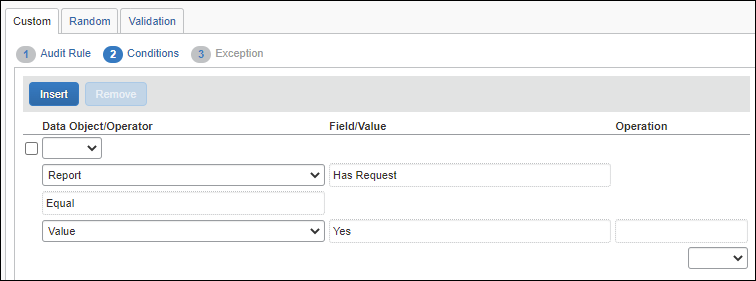 Custom Random Validation
1 Audit Rule 2 Conditions 3 Exception
Insert Remove
Data Object/Operator Field/Value Operation
Report Has Request
Equal
Value Yes